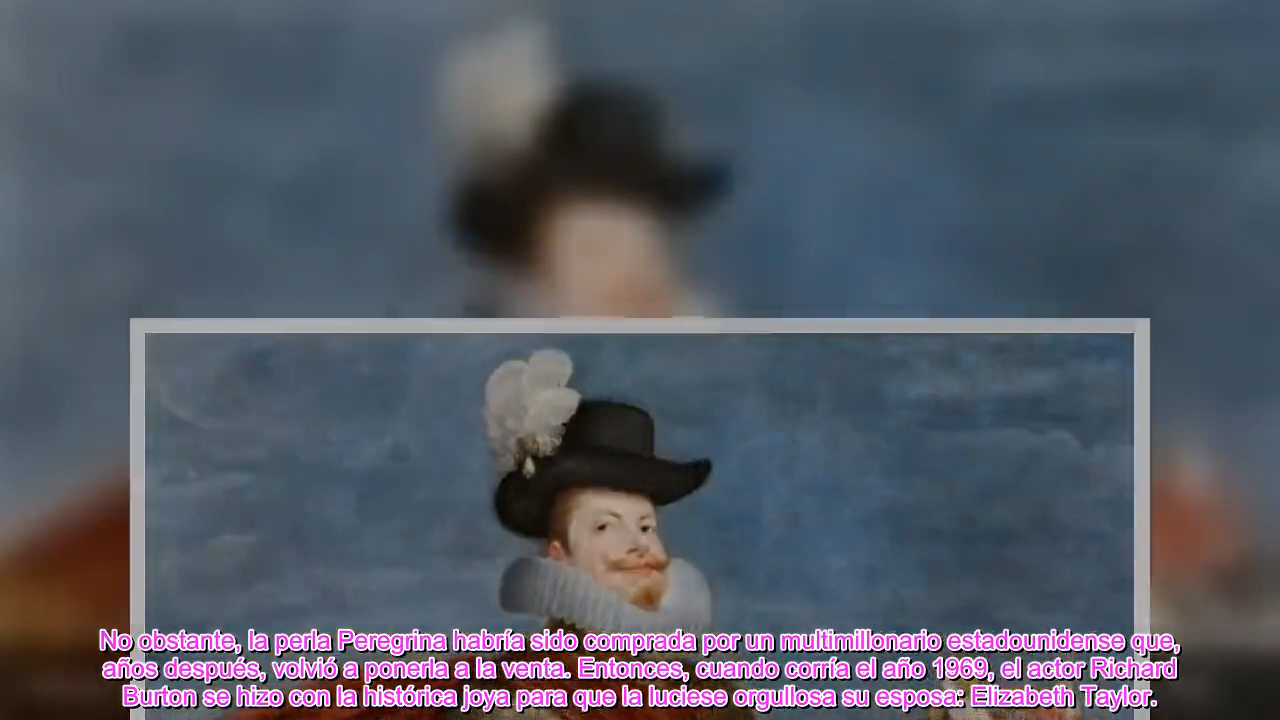 No obstante, la perla Peregrina habría sido comprada por un multimillonario estadounidense que,
años después, volvió a ponerla a la venta. Entonces, cuando corría el año 1969, el actor Richard
Burton se hizo con la histórica joya para que la luciese orgullosa su esposa: Elizabeth Taylor.